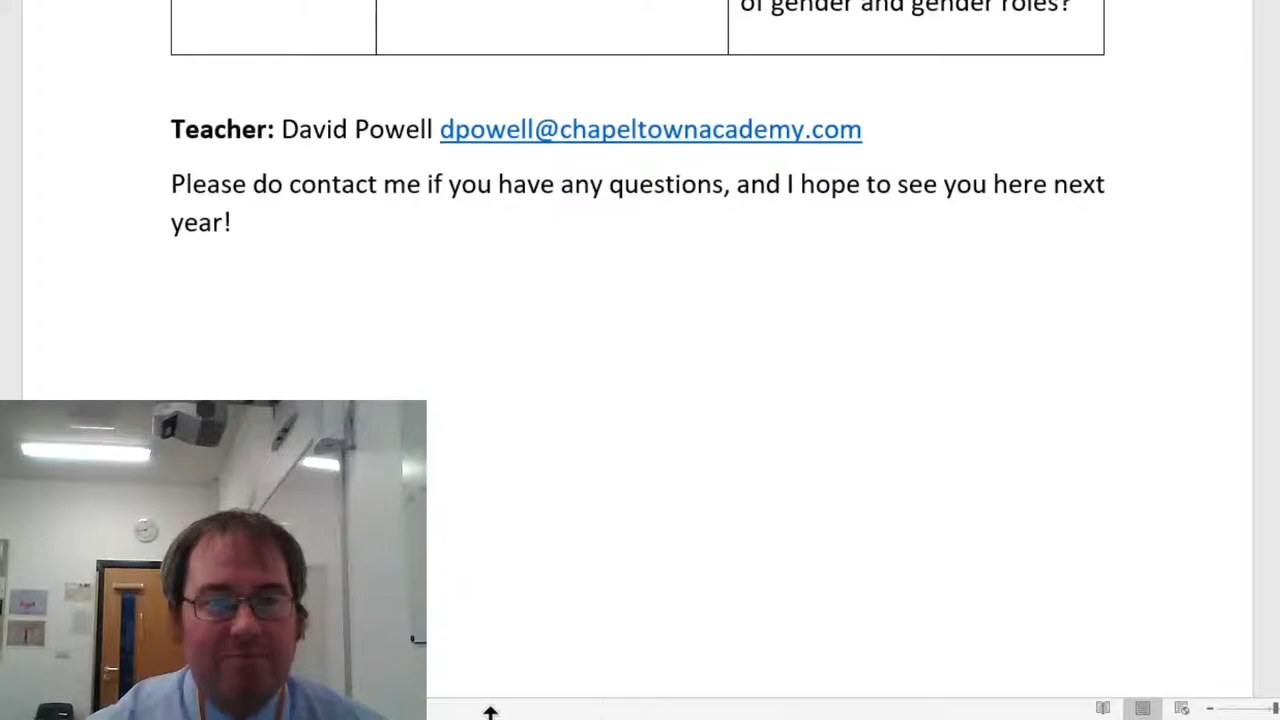 of gender and gender roles?
Teacher: David Powell dpowell@chapeltownacademy.com
Please do contact me if you have any questions, and I hope to see you here next
year!